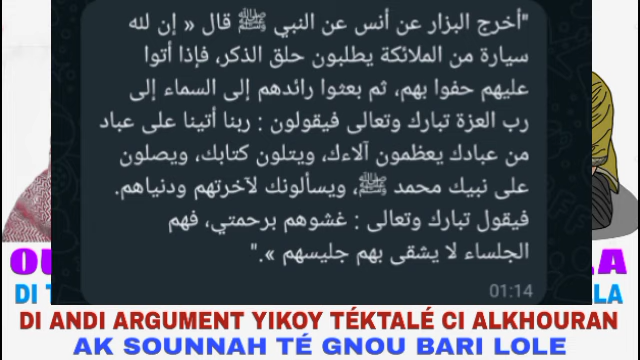 "أخرج البزار عن أنس عن النبي ﷺ قال « إن لله
سيارة من الملائكة يطلبون حلق الذكر، فإذا أتوا
عليهم حفوا بهم، ثم بعثوا رائدهم إلى السماء إلى
رب العزة تبارك وتعالى فيقولون : ربنا أتينا على عباد
من عبادك يعظمون آلاءك، ويتلون كتابك، ويصلون
على نبيك محمد ﷺ، ويسألونك لآخرتهم ودنياهم.
فيقول تبارك وتعالى : غشوهم برحمتي، فهم
الجلساء لا يشقى بهم جليسهم »."
01:14
DI ANDI ARGUMENT YIKOY TÉKTALÉ CI ALKHOURAN
AK SOUNNAH TÉ GNOU BARI LOLE